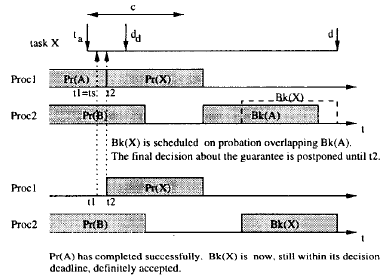 c
ta dd d
task X
Proc1 Pr(A) Pr(X)
t1=ts t2 Bk(X)
Proc2 Pr(B) Bk(A)
t
Bk(X) is scheduled on probation overlapping Bk(A).
The final decision about the guarantee is postponed until t2.
Proc1 Pr(X)
t1 t2
Proc2 Pr(B) Bk(X)
t
Pr(A) has completed successfully. Bk(X) is now, still within its decision
deadline, definitely accepted.